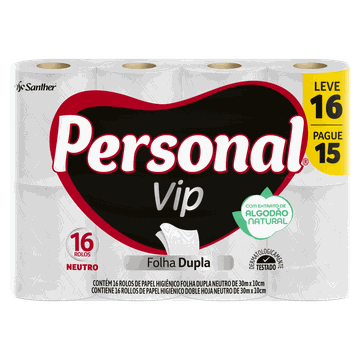 by Santher
LEVE
16
PAGUE
15
Personal®
Vip
COM EXTRATO DE
ALGODÃO
NATURAL
16
ROLOS
NEUTRO
Folha Dupla
DERMATOLOGICAMENTE
TESTADO
CONTÉM 16 ROLOS DE PAPEL HIGIÊNICO FOLHA DUPLA NEUTRO DE 30m x 10cm
CONTIENE 16 ROLLOS DE PAPEL HIGIÉNICO DOBLE HOJA NEUTRO DE 30m x 10cm